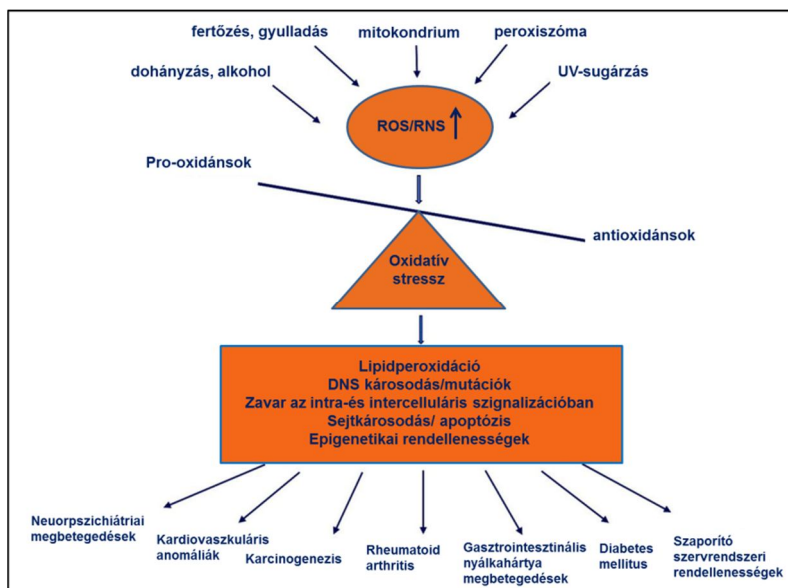 fertőzés, gyulladás
mitokondrium
peroxiszóma
dohányzás, alkohol
UV-sugárzás
ROS/RNS
Pro-oxidánsok
antioxidánsok
Oxidatív
stressz
Lipidperoxidáció
DNS károsodás/mutációk
Zavar az intra-és intercelluláris szignalizációban
Sejtkárosodás/ apoptózis
Epigenetikai rendellenességek
Neuorpszichiátriai
megbetegedések
Kardiovaszkuláris
anomáliák
Karcinogenezis
Rheumatoid
arthritis
Gasztrointesztinális
nyálkahártya
megbetegedések
Diabetes
mellitus
Szaporító
szervrendszeri
rendellenességek